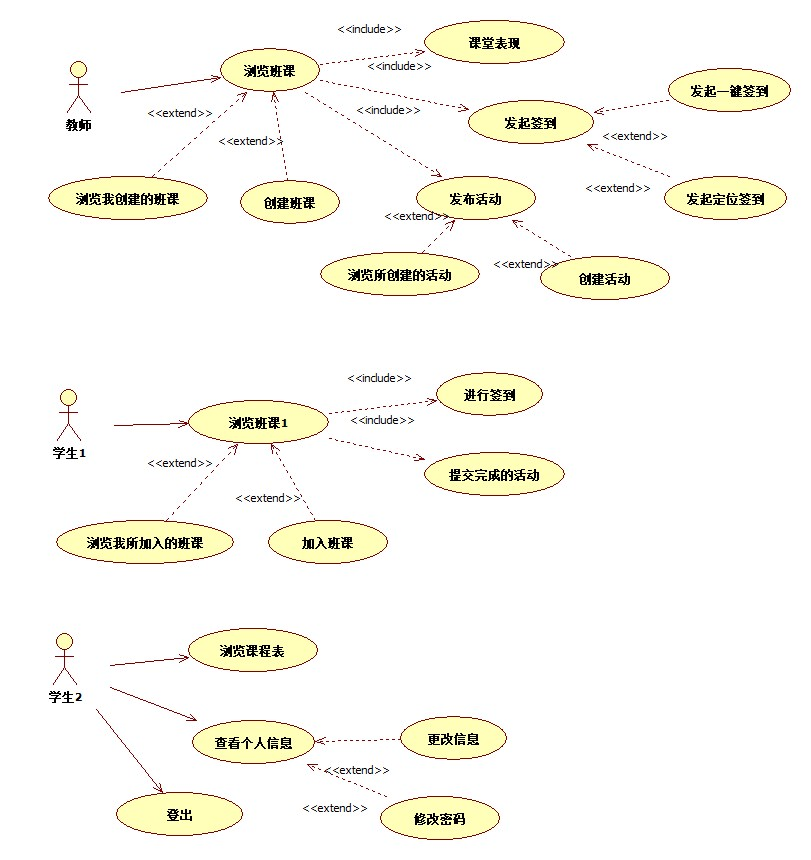 <<include>>
课堂表现
浏览班课
<<include>>
发起一键签到
教师
<<extend>>
<<include>>
发起签到
<<extend>>
<<extend>>
<<extend>>
浏览我创建的班课
创建班课
发布活动
发起定位签到
<<extend>>
<<extend>>
浏览所创建的活动
创建活动
<<include>>
进行签到
学生1
浏览班课1
<<include>>
<<extend>>
提交完成的活动
<<extend>>
浏览我所加入的班课
加入班课
浏览课程表
学生2
查看个人信息
更改信息
<<extend>>
<<extend>>
登出
修改密码